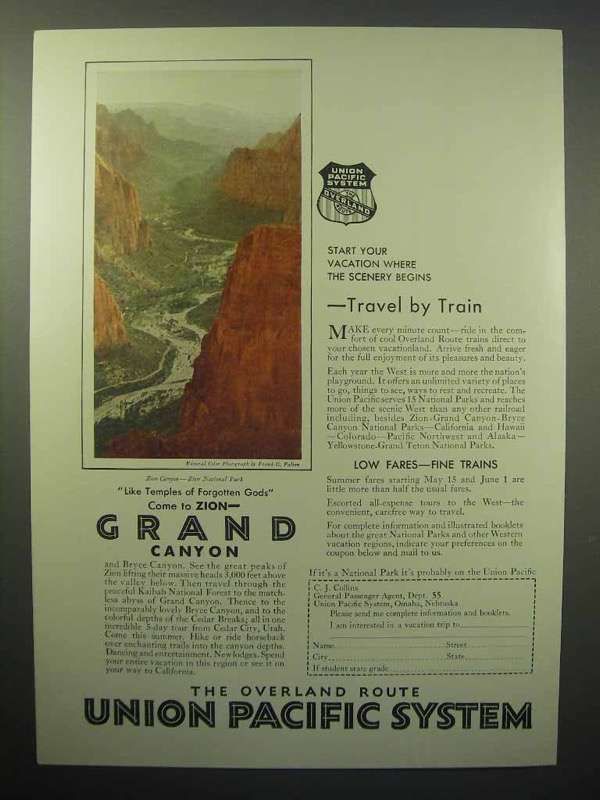 Natural Color Photograph by Frank G. Fulton
Zion Canyon—Zion National Park
"Like Temples of Forgotten Gods"
Come to ZION—
GRAND
CANYON
and Bryce Canyon. See the great peaks of
Zion lifting their massive heads 3,000 feet above
the valley below. Then travel through the
peaceful Kaibab National Forest to the match-
less abyss of Grand Canyon. Thence to the
incomparably lovely Bryce Canyon, and to the
colorful depths of the Cedar Breaks; all in one
incredible 5-day tour from Cedar City, Utah.
Come this summer. Hike or ride horseback
over enchanting trails into the canyon depths.
Dancing and entertainment. New lodges. Spend
your entire vacation in this region or see it on
your way to California.
UNION
PACIFIC
SYSTEM
THE
OVERLAND
ROUTE
START YOUR
VACATION WHERE
THE SCENERY BEGINS
—Travel by Train
MAKE every minute count—ride in the com-
fort of cool Overland Route trains direct to
your chosen vacationland. Arrive fresh and eager
for the full enjoyment of its pleasures and beauty.
Each year the West is more and more the nation's
playground. It offers an unlimited variety of places
to go, things to see, ways to rest and recreate. The
Union Pacific serves 15 National Parks and reaches
more of the scenic West than any other railroad
including, besides Zion-Grand Canyon-Bryce
Canyon National Parks—California and Hawaii
—Colorado—Pacific Northwest and Alaska—
Yellowstone-Grand Teton National Parks.
LOW FARES—FINE TRAINS
Summer fares starting May 15 and June 1 are
little more than half the usual fares.
Escorted all-expense tours to the West—the
convenient, carefree way to travel.
For complete information and illustrated booklets
about the great National Parks and other Western
vacation regions, indicate your preferences on the
coupon below and mail to us.
If it's a National Park it's probably on the Union Pacific
C. J. Collins
General Passenger Agent, Dept. 55
Union Pacific System, Omaha, Nebraska
Please send me complete information and booklets.
I am interested in a vacation trip to
Name Street
City State
If student state grade
THE OVERLAND ROUTE
UNION PACIFIC SYSTEM